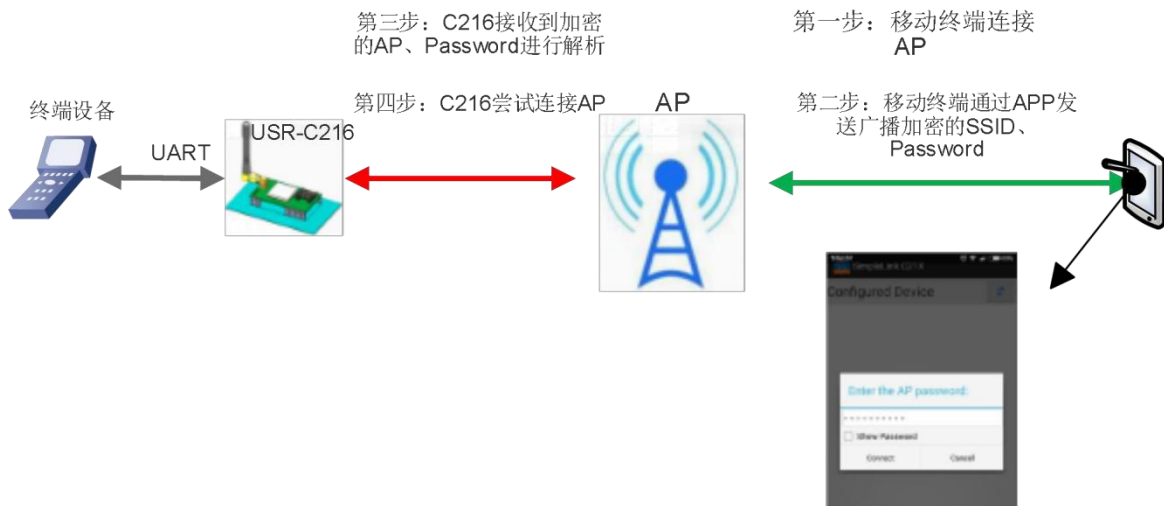 第三步：C216接收到加密
的AP、Password进行解析
第一步：移动终端连接
AP
第四步：C216尝试连接AP
AP
第二步：移动终端通过APP发
送广播加密的SSID、
Password
终端设备
USR-C216
UART
Configured Device
Enter the AP password:
Show Password
Connect
Cancel